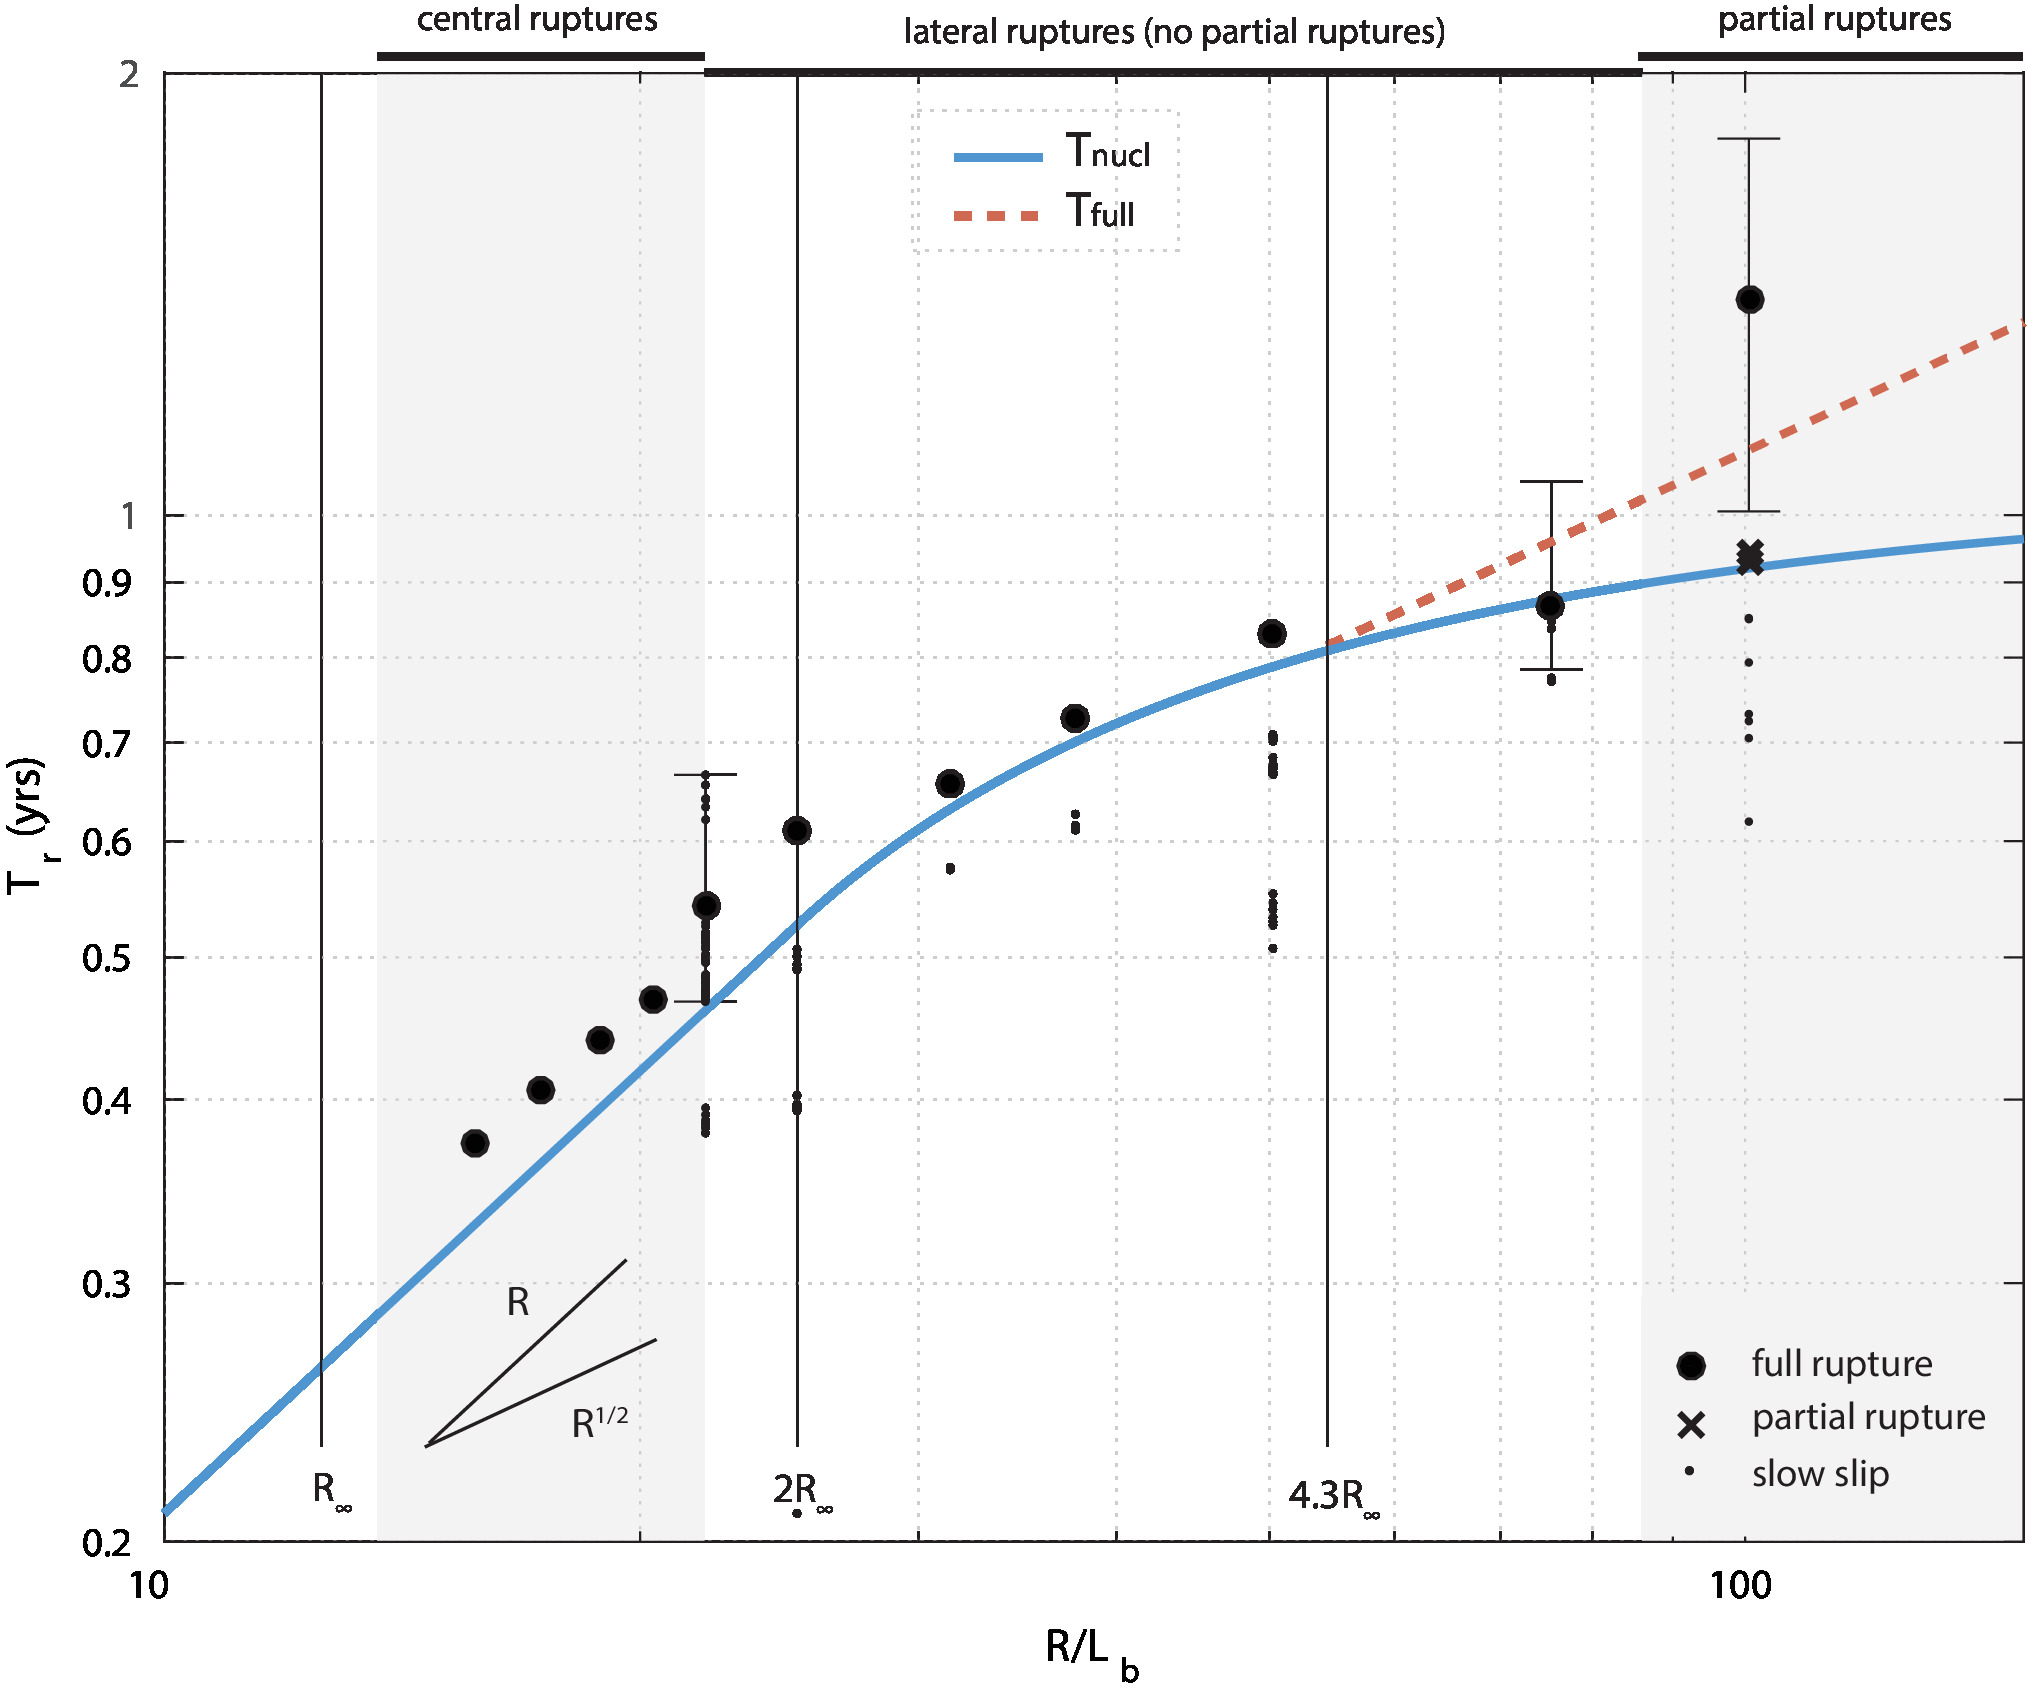 central ruptures
lateral ruptures (no partial ruptures)
partial ruptures
2
1
0.9
0.8
0.7
0.6
0.5
0.4
0.3
0.2
Tr (yrs)
Tnucl
Tfull
R
R1/2
R∞
2R∞
4.3R∞
full rupture
partial rupture
slow slip
10
100
R/Lb